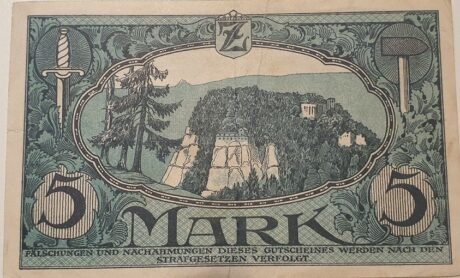 Z
5 MARK 5
FÄLSCHUNGEN UND NACHAHMUNGEN DIESES GUTSCHEINES WERDEN NACH DEN
STRAFGESETZEN VERFOLGT.